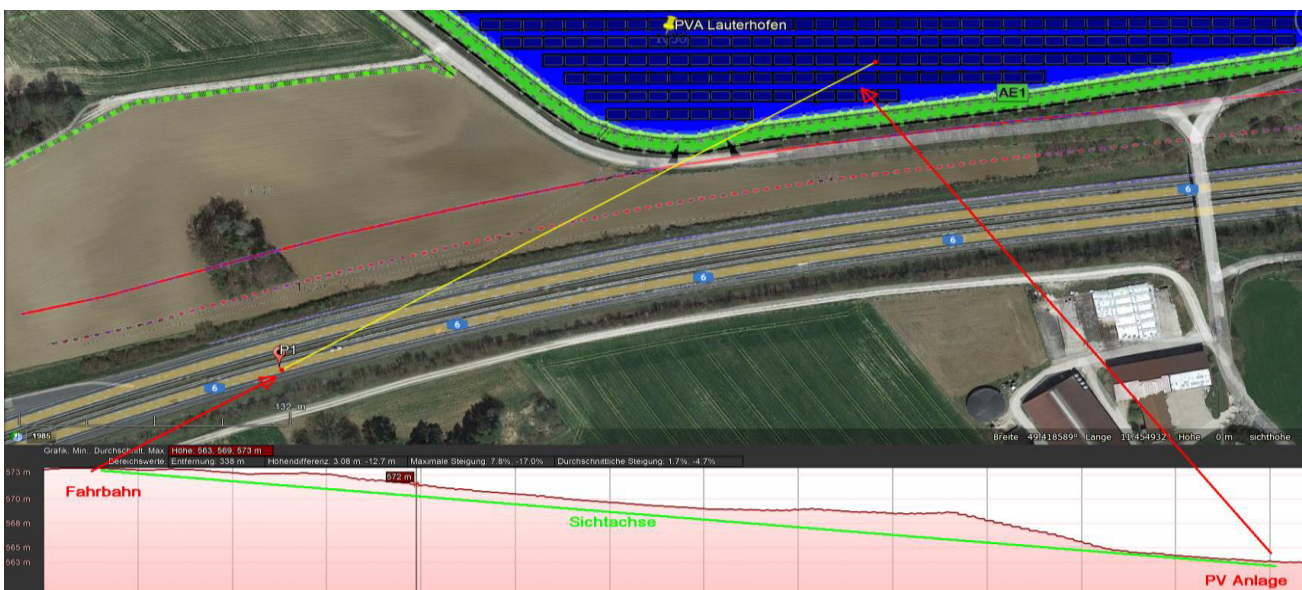 PVA Lauterhofen
AE1
6
6
6
6
6
P1
132 m
1985
Breite 49.418589° Länge 11.454932° Höhe 0 m sichthöhe
Grafik: Min., Durchschnitt, Max. Höhe: 563, 569, 573 m
Bereichswerte: Entfernung: 338 m Höhendifferenz: 3.08 m, -12.7 m Maximale Steigung: 7.8%, -17.0% Durchschnittliche Steigung: 1.7%, -4.7%
573 m
572 m
Fahrbahn
570 m
Sichtachse
568 m
565 m
563 m
PV Anlage